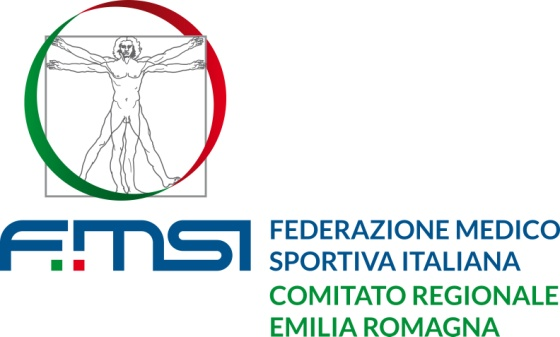 FMSI
FEDERAZIONE MEDICO
SPORTIVA ITALIANA
COMITATO REGIONALE
EMILIA ROMAGNA